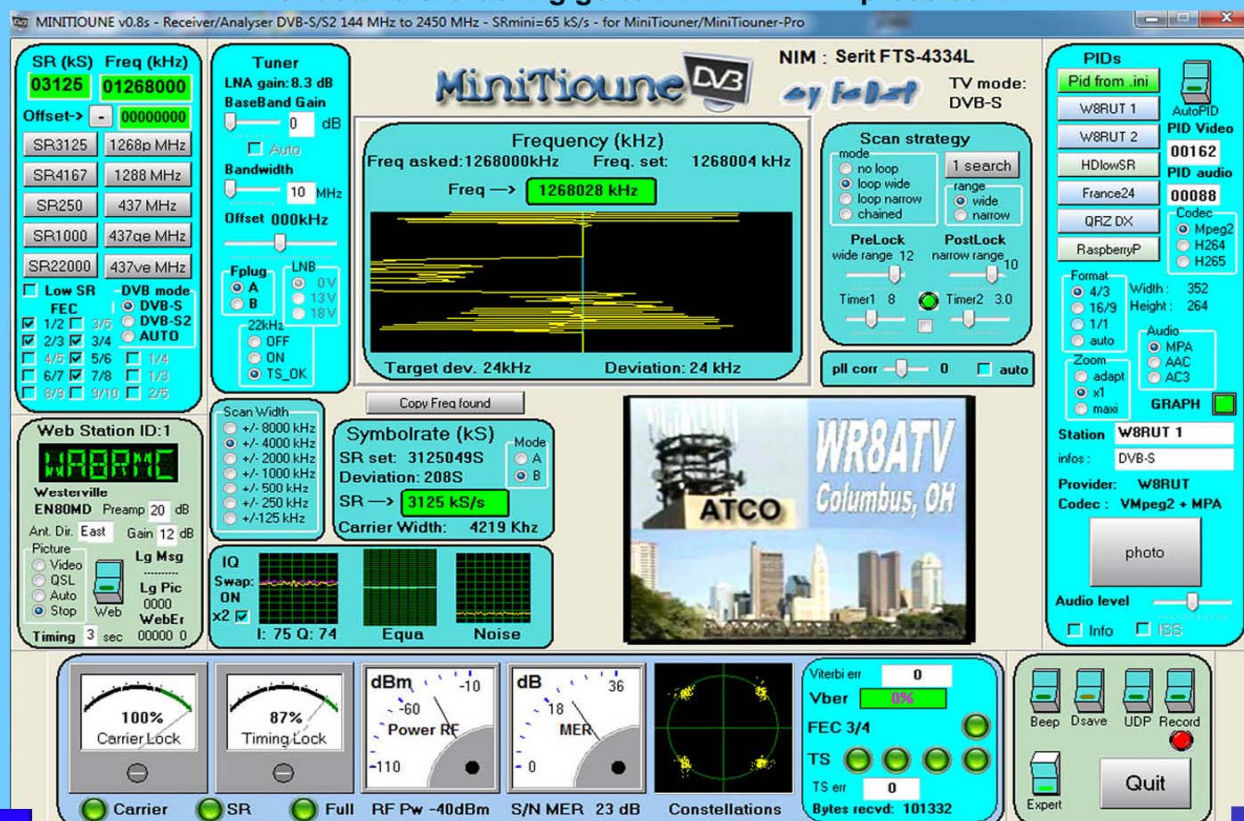 MINITIOUNE v0.8s - Receiver/Analyser DVB-S/S2 144 MHz to 2450 MHz - SRmini=65 kS/s - for MiniTiouner/MiniTiouner-Pro
SR (kS) Freq (kHz)
03125 01268000
Offset-> - 00000000
SR3125 1268p MHz
SR4167 1288 MHz
SR250 437 MHz
SR1000 437qe MHz
SR22000 437ve MHz
Low SR
FEC
1/2 3/5
2/3 3/4
4/5 5/6 1/4
6/7 7/8 1/3
8/9 9/10 2/5
DVB mode
DVB-S
DVB-S2
AUTO
Tuner
LNA gain: 8.3 dB
BaseBand Gain
0 dB
Auto
Bandwidth
10 MHz
Offset 000kHz
Fplug
A
B
LNB
0V
13V
18V
22kHz
OFF
ON
TS_OK
MiniTioune DVB
NIM : Serit FTS-4334L
TV mode:
DVB-S
Frequency (kHz)
Freq asked:1268000kHz Freq. set: 1268004 kHz
Freq —> 1268028 kHz
Target dev. 24kHz Deviation: 24 kHz
Scan strategy
mode
no loop
loop wide
loop narrow
chained
1 search
range
wide
narrow
PreLock PostLock
wide range 12 narrow range 10
Timer1 8 Timer2 3.0
pll corr 0 auto
PIDs
Pid from .ini
W8RUT 1
W8RUT 2
HDlowSR
France24
QRZ DX
RaspberryP
AutoPID
PID Video
00162
PID audio
00088
Codec
Mpeg2
H264
H265
Format
4/3
16/9
1/1
auto
Width : 352
Height : 264
Audio
MPA
AAC
AC3
Zoom
adapt
x1
maxi
GRAPH
Station W8RUT 1
infos : DVB-S
Provider: W8RUT
Codec : VMpeg2 + MPA
photo
Audio level
Info ISS
Web Station ID:1
WA8RMC
Westerville
EN80MD Preamp 20 dB
Ant. Dir. East Gain 12 dB
Picture
Video
QSL
Auto
Stop
Web
Lg Msg
---------
Lg Pic
0000
WebEr
00000 0
Timing 3 sec
Scan Width
+/- 8000 kHz
+/- 4000 kHz
+/- 2000 kHz
+/- 1000 kHz
+/- 500 kHz
+/- 250 kHz
+/-125 kHz
Copy Freq found
Symbolrate (kS)
SR set: 3125049S
Deviation: 208S
SR —> 3125 kS/s
Carrier Width: 4219 Khz
Mode
A
B
IQ
Swap:
ON
x2
I: 75 Q: 74 Equa Noise
WR8ATV
Columbus, OH
ATCO
100%
Carrier Lock
87%
Timing Lock
dBm
-10
-60
Power RF
-110
dB
36
18
MER
0
Carrier SR Full RF Pw -40dBm S/N MER 23 dB Constellations
Viterbi err 0
Vber 0%
FEC 3/4
TS
TS err 0
Bytes recvd: 101332
Beep Dsave UDP Record
Expert
Quit